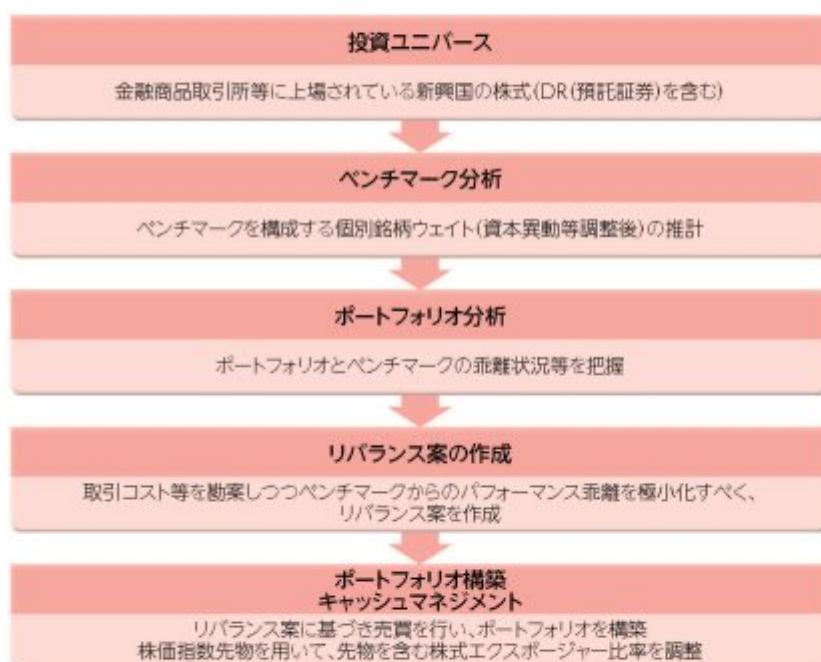 投資ユニバース
金融商品取引所等に上場されている新興国の株式(DR(預託証券)を含む)
ベンチマーク分析
ベンチマークを構成する個別銘柄ウェイト(資本異動等調整後)の推計
ポートフォリオ分析
ポートフォリオとベンチマークの乖離状況等を把握
リバランス案の作成
取引コスト等を勘案しつつベンチマークからのパフォーマンス乖離を極小化すべく、
リバランス案を作成
ポートフォリオ構築
キャッシュマネジメント
リバランス案に基づき売買を行い、ポートフォリオを構築
株価指数先物を用いて、先物を含む株式エクスポージャー比率を調整